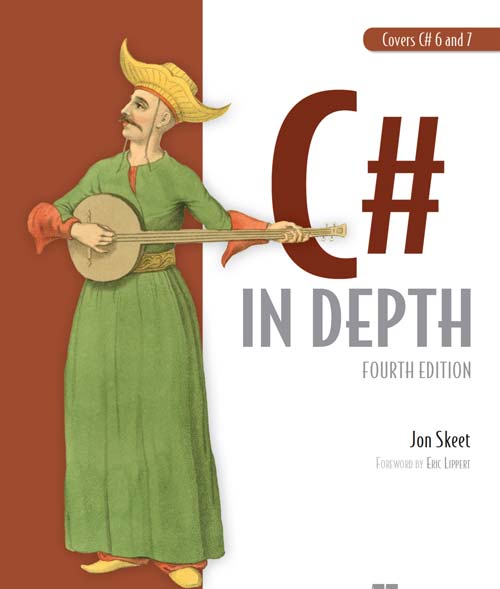 Covers C# 6 and 7
C#
IN DEPTH
FOURTH EDITION
Jon Skeet
FOREWORD BY ERIC LIPPERT